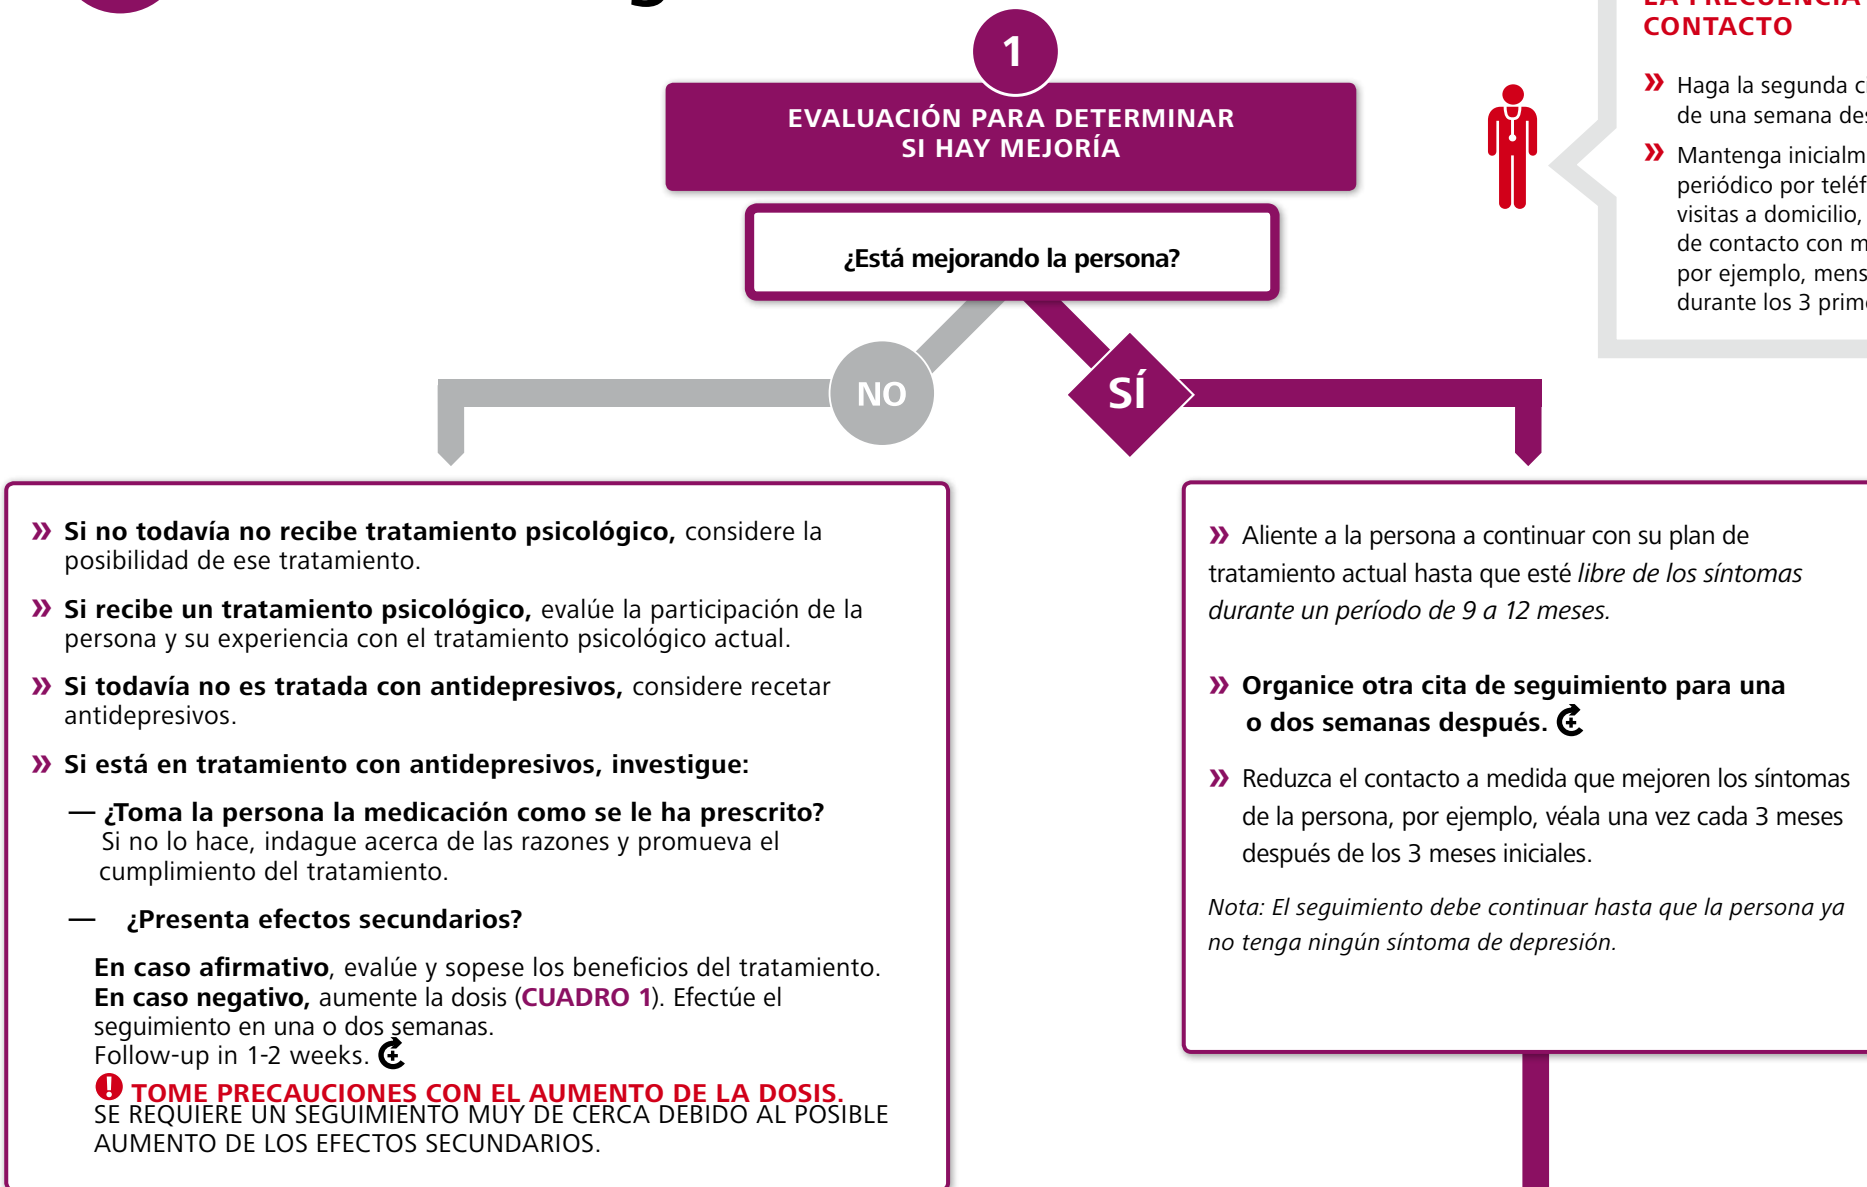 1
EVALUACIÓN PARA DETERMINAR
SI HAY MEJORÍA
¿Está mejorando la persona?
NO
SÍ
CONTACTO
» Haga la segunda
de una semana
» Mantenga
periódico por
visitas a domicilio,
de contacto con
por ejemplo,
durante los 3
» Si no todavía no recibe tratamiento psicológico, considere la
posibilidad de ese tratamiento.
» Si recibe un tratamiento psicológico, evalúe la participación de la
persona y su experiencia con el tratamiento psicológico actual.
» Si todavía no es tratada con antidepresivos, considere recetar
antidepresivos.
» Si está en tratamiento con antidepresivos, investigue:
— ¿Toma la persona la medicación como se le ha prescrito?
Si no lo hace, indague acerca de las razones y promueva el
cumplimiento del tratamiento.
— ¿Presenta efectos secundarios?
En caso afirmativo, evalúe y sopese los beneficios del tratamiento.
En caso negativo, aumente la dosis (CUADRO 1). Efectúe el
seguimiento en una o dos semanas.
Follow-up in 1-2 weeks.
TOME PRECAUCIONES CON EL AUMENTO DE LA DOSIS.
SE REQUIERE UN SEGUIMIENTO MUY DE CERCA DEBIDO AL POSIBLE
AUMENTO DE LOS EFECTOS SECUNDARIOS.
» Aliente a la persona a continuar con su plan de
tratamiento actual hasta que esté libre de los síntomas
durante un período de 9 a 12 meses.
» Organice otra cita de seguimiento para una
o dos semanas después.
» Reduzca el contacto a medida que mejoren los síntomas
de la persona, por ejemplo, véala una vez cada 3 meses
después de los 3 meses iniciales.
Nota: El seguimiento debe continuar hasta que la persona ya
no tenga ningún síntoma de depresión.